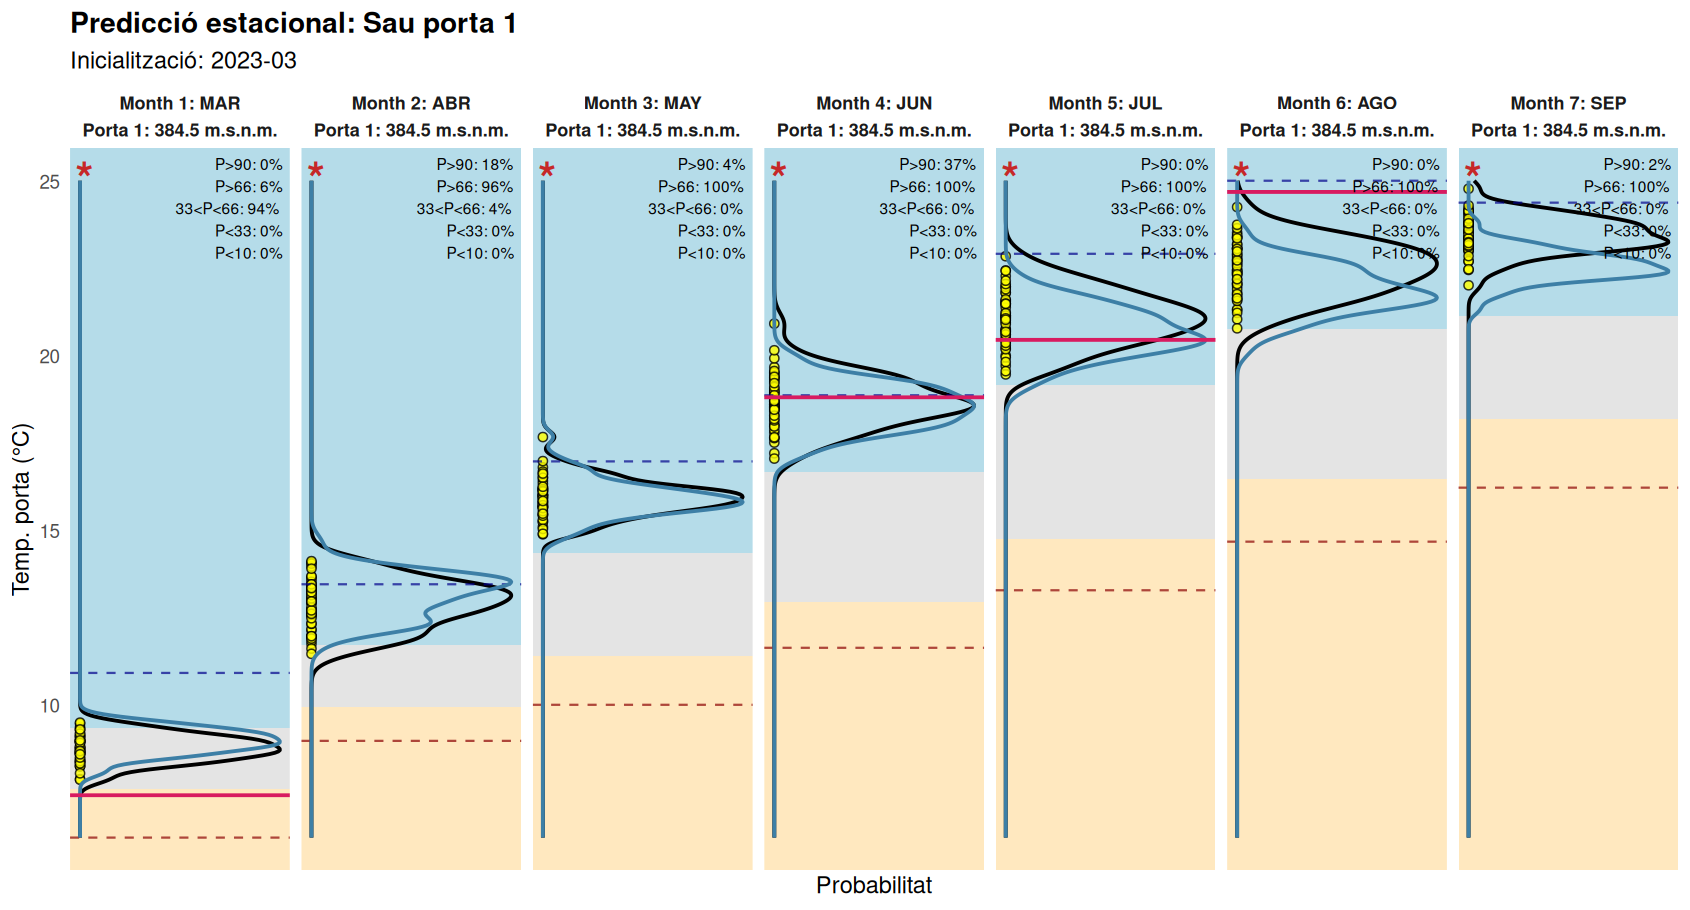 Predicció estacional: Sau porta 1
Inicialització: 2023-03
Month 1: MAR
Porta 1: 384.5 m.s.n.m.
Month 2: ABR
Porta 1: 384.5 m.s.n.m.
Month 3: MAY
Porta 1: 384.5 m.s.n.m.
Month 4: JUN
Porta 1: 384.5 m.s.n.m.
Month 5: JUL
Porta 1: 384.5 m.s.n.m.
Month 6: AGO
Porta 1: 384.5 m.s.n.m.
Month 7: SEP
Porta 1: 384.5 m.s.n.m.
Temp. porta (°C)
25
20
15
10
*
P>90: 0%
P>66: 6%
33<P<66: 94%
P<33: 0%
P<10: 0%
*
P>90: 18%
P>66: 96%
33<P<66: 4%
P<33: 0%
P<10: 0%
*
P>90: 4%
P>66: 100%
33<P<66: 0%
P<33: 0%
P<10: 0%
*
P>90: 37%
P>66: 100%
33<P<66: 0%
P<33: 0%
P<10: 0%
*
P>90: 0%
P>66: 100%
33<P<66: 0%
P<33: 0%
P<10: 0%
*
P>90: 0%
P>66: 100%
33<P<66: 0%
P<33: 0%
P<10: 0%
*
P>90: 2%
P>66: 100%
33<P<66: 0%
P<33: 0%
P<10: 0%
Probabilitat